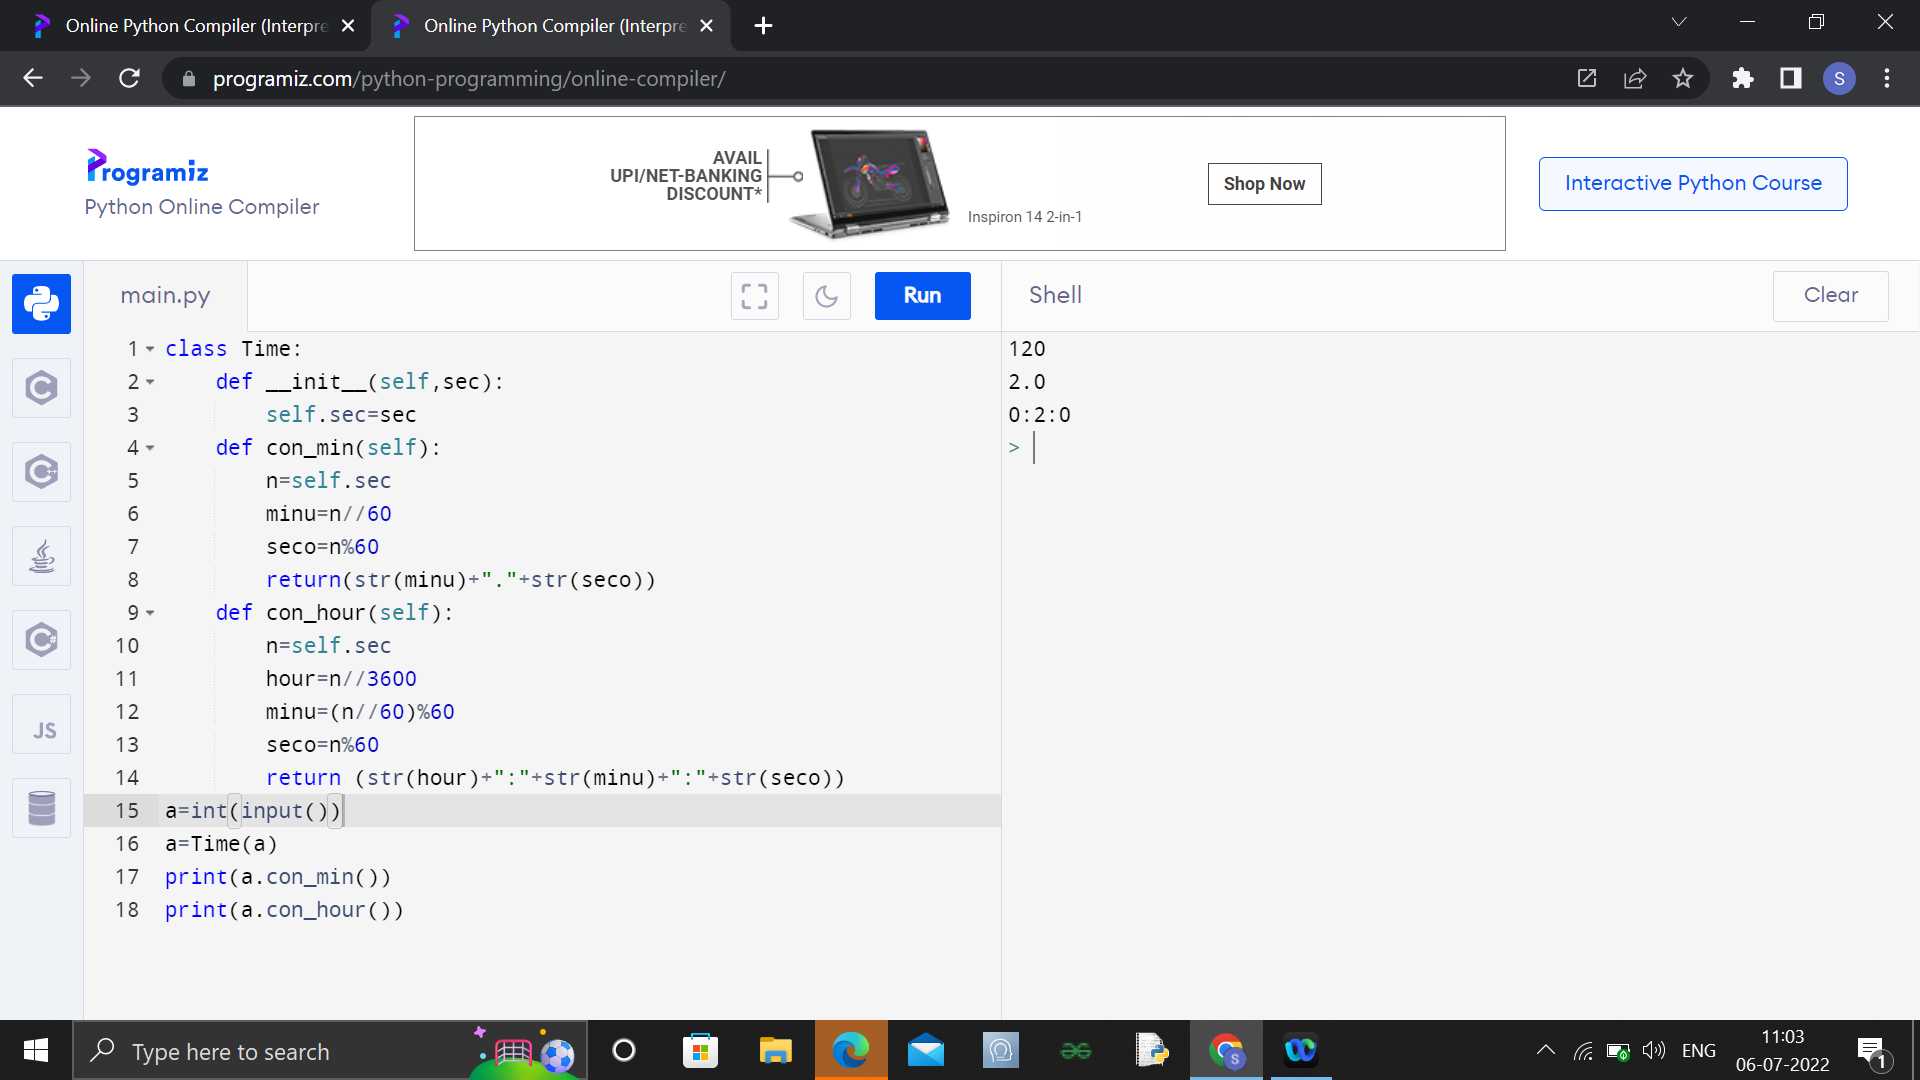 Online Python Compiler (Interpre
Online Python Compiler (Interpre
programiz.com/python-programming/online-compiler/
S
Programiz
Python Online Compiler
AVAIL
UPI/NET-BANKING
DISCOUNT*
Inspiron 14 2-in-1
Shop Now
Interactive Python Course
main.py
Run
Shell
Clear
C
C++
C#
JS
1 class Time:
2     def __init__(self,sec):
3         self.sec=sec
4     def con_min(self):
5         n=self.sec
6         minu=n//60
7         seco=n%60
8         return(str(minu)+"."+str(seco))
9     def con_hour(self):
10         n=self.sec
11         hour=n//3600
12         minu=(n//60)%60
13         seco=n%60
14         return (str(hour)+":"+str(minu)+":"+str(seco))
15 a=int(input())
16 a=Time(a)
17 print(a.con_min())
18 print(a.con_hour())
120
2.0
0:2:0
>
Type here to search
S
ENG
11:03
06-07-2022
1